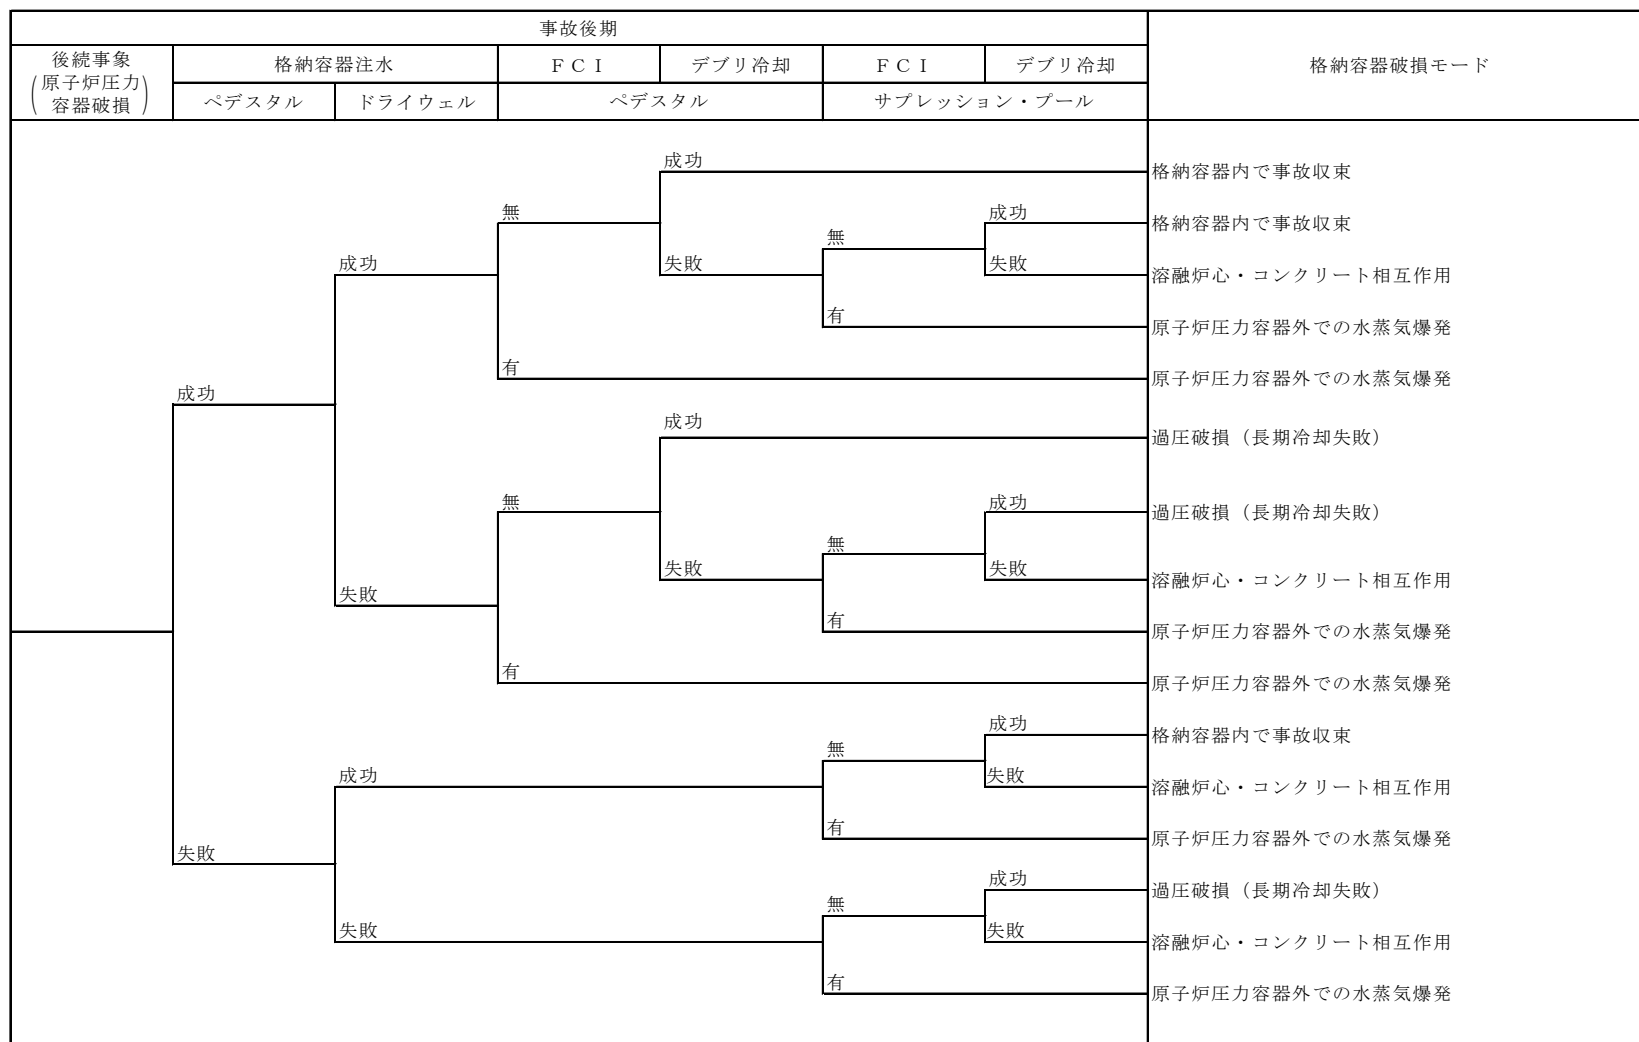 事故後期
後続事象
(原子炉圧力
容器破損)
格納容器注水
ＦＣＩ
デブリ冷却
ＦＣＩ
デブリ冷却
格納容器破損モード
ペデスタル
ドライウェル
ペデスタル
サプレッション・プール
成功
格納容器内で事故収束
無
成功
格納容器内で事故収束
無
成功
失敗
失敗
溶融炉心・コンクリート相互作用
有
原子炉圧力容器外での水蒸気爆発
有
原子炉圧力容器外での水蒸気爆発
成功
成功
過圧破損（長期冷却失敗）
無
成功
過圧破損（長期冷却失敗）
無
失敗
失敗
溶融炉心・コンクリート相互作用
失敗
有
原子炉圧力容器外での水蒸気爆発
有
原子炉圧力容器外での水蒸気爆発
成功
格納容器内で事故収束
無
成功
失敗
溶融炉心・コンクリート相互作用
有
原子炉圧力容器外での水蒸気爆発
失敗
成功
過圧破損（長期冷却失敗）
無
失敗
失敗
溶融炉心・コンクリート相互作用
有
原子炉圧力容器外での水蒸気爆発